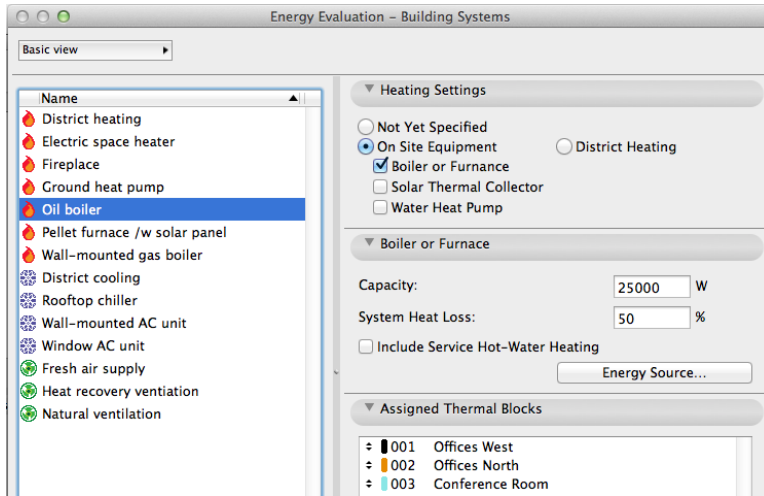 Energy Evaluation – Building Systems
Basic view
Name
District heating
Electric space heater
Fireplace
Ground heat pump
Oil boiler
Pellet furnace /w solar panel
Wall-mounted gas boiler
District cooling
Rooftop chiller
Wall-mounted AC unit
Window AC unit
Fresh air supply
Heat recovery ventiation
Natural ventilation
Heating Settings
Not Yet Specified
On Site Equipment District Heating
Boiler or Furnance
Solar Thermal Collector
Water Heat Pump
Boiler or Furnace
Capacity: 25000 W
System Heat Loss: 50 %
Include Service Hot-Water Heating
Energy Source...
Assigned Thermal Blocks
001 Offices West
002 Offices North
003 Conference Room